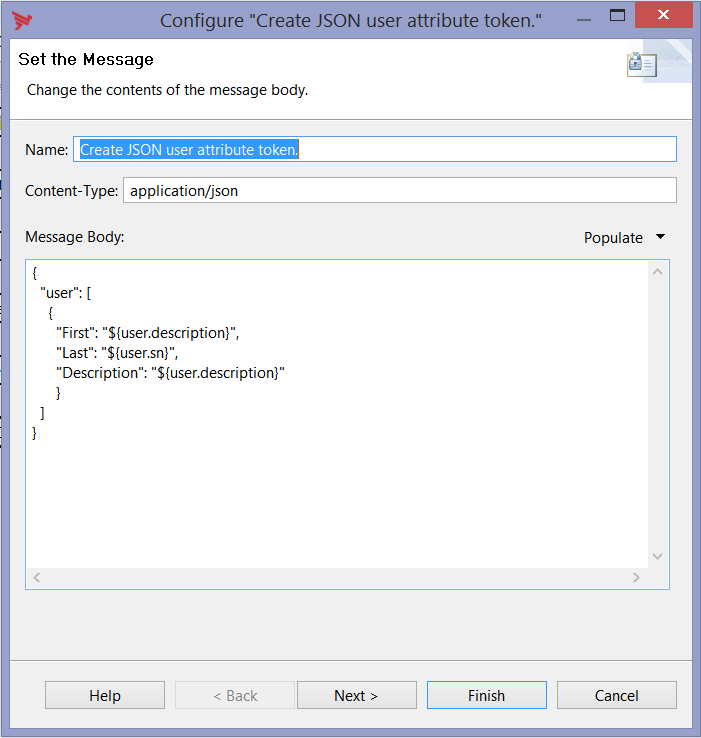 Configure "Create JSON user attribute token."
Set the Message
Change the contents of the message body.
Name: Create JSON user attribute token.
Content-Type: application/json
Message Body: Populate
{
"user": [
{
"First": "${user.description}",
"Last": "${user.sn}",
"Description": "${user.description}"
}
]
}
Help < Back Next > Finish Cancel